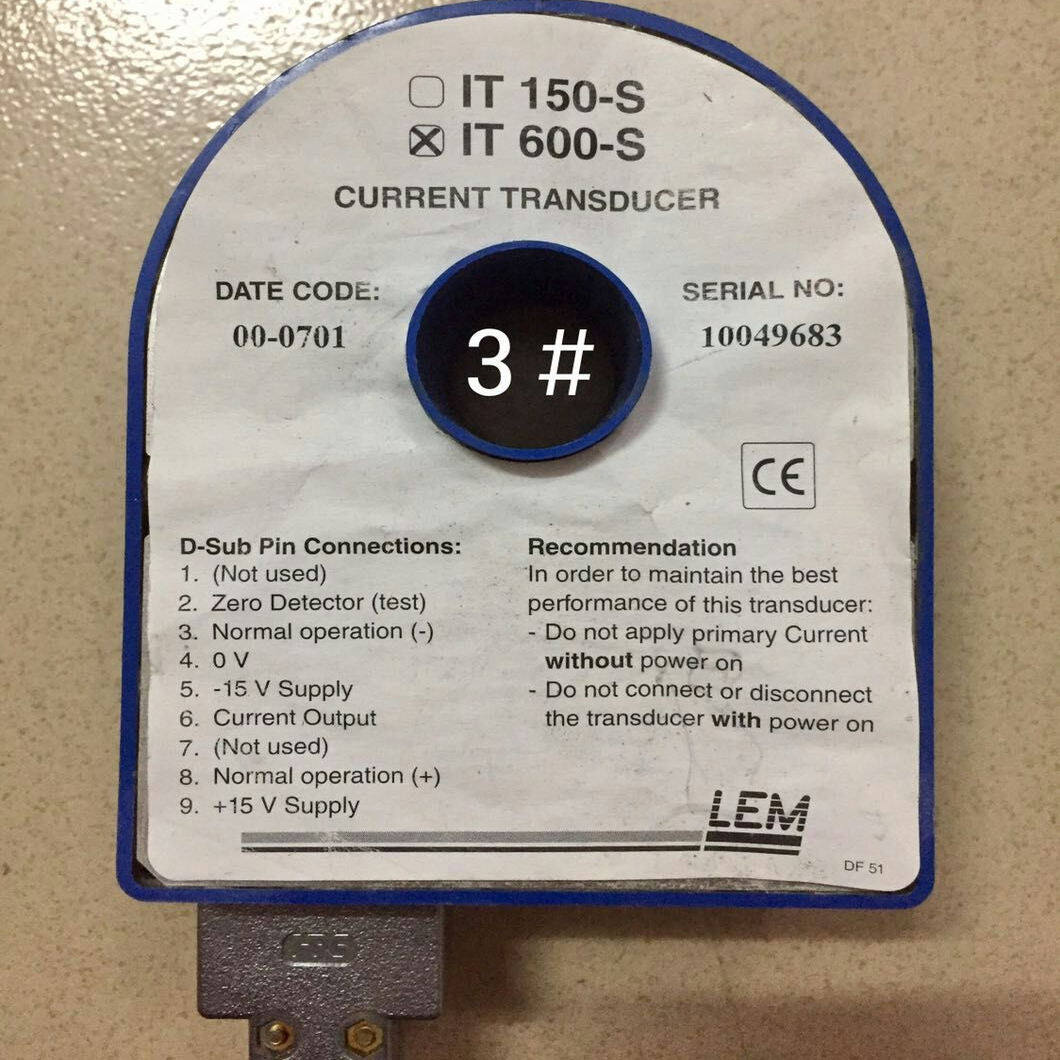 IT 150-S
IT 600-S
CURRENT TRANSDUCER
DATE CODE:
00-0701
3 #
SERIAL NO:
10049683
CE
D-Sub Pin Connections:
1. (Not used)
2. Zero Detector (test)
3. Normal operation (-)
4. 0 V
5. -15 V Supply
6. Current Output
7. (Not used)
8. Normal operation (+)
9. +15 V Supply
Recommendation
In order to maintain the best
performance of this transducer:
- Do not apply primary Current
without power on
- Do not connect or disconnect
the transducer with power on
LEM
DF 51